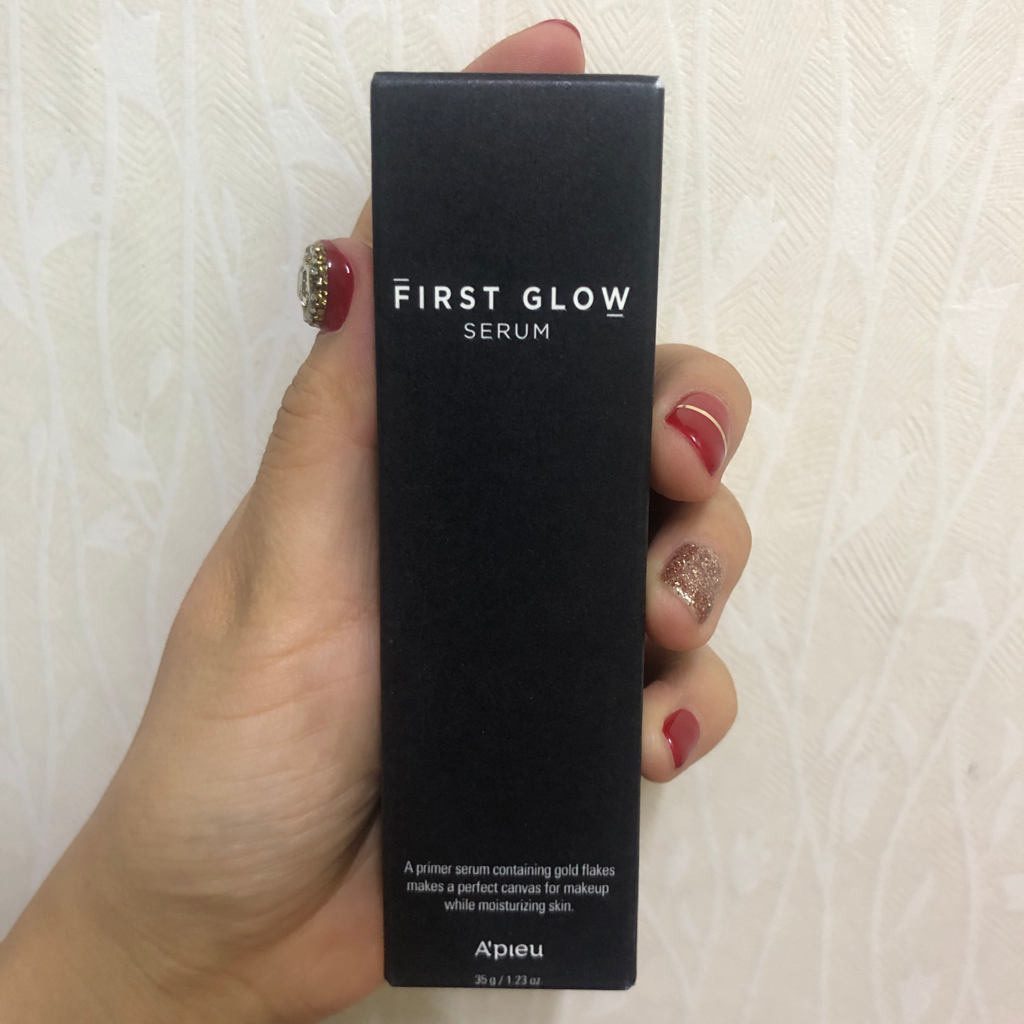 FIRST GLOW
SERUM
A primer serum containing gold flakes
makes a perfect canvas for makeup
while moisturizing skin.
A'pieu
35 g / 1.23 oz